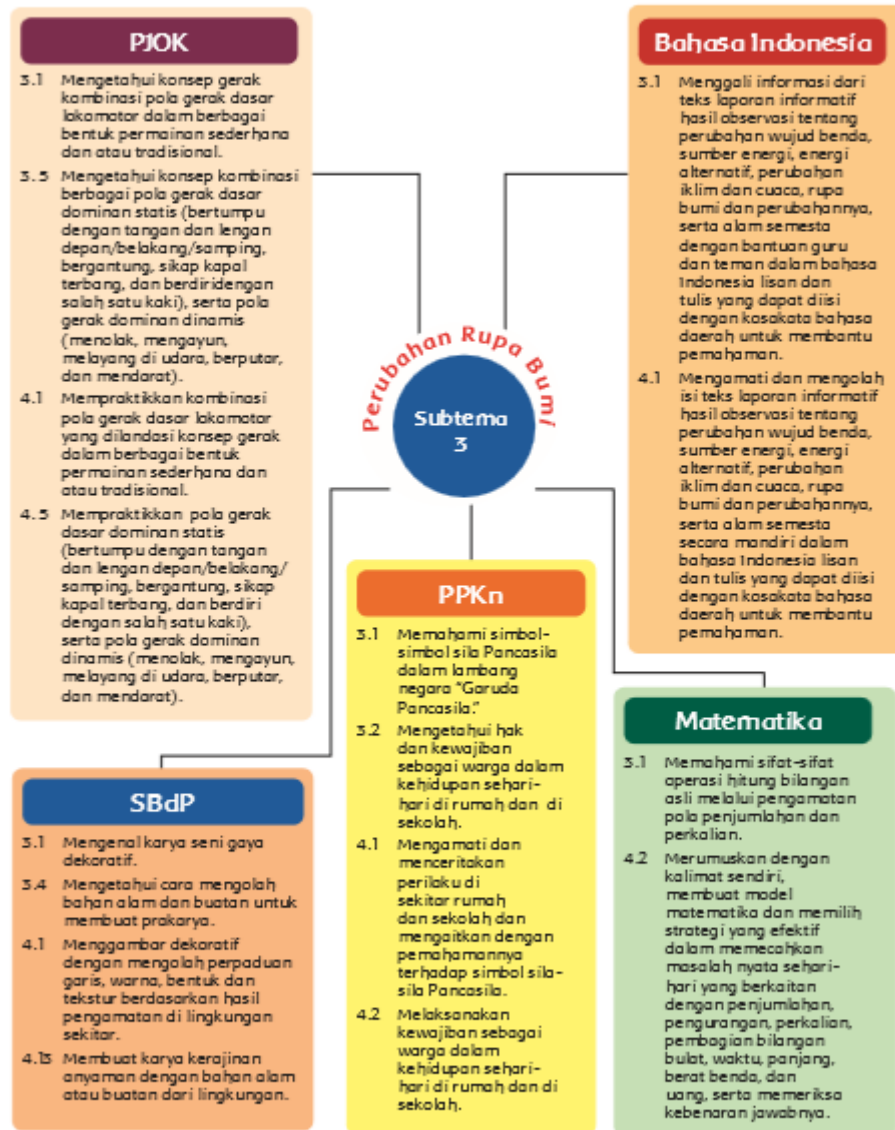 PJOK
3.1 Mengetahui konsep gerak
kombinasi pola gerak dasar
lokomotor dalam berbagai
bentuk permainan sederhana
dan atau tradisional.
3.5 Mengetahui konsep kombinasi
berbagai pola gerak dasar
dominan statis (bertumpu
dengan tangan dan lengan
depan/belakang/samping,
bergantung, sikap kapal
terbang, dan berdiridengan
salah satu kaki), serta pola
gerak dominan dinamis
(menolak, mengayun,
melayang di udara, berputar,
dan mendarat).
4.1 Mempraktikkan kombinasi
pola gerak dasar lokomotor
yang dilandasi konsep gerak
dalam berbagai bentuk
permainan sederhana dan
atau tradisional.
4.5 Mempraktikkan pola gerak
dasar dominan statis
(bertumpu dengan tangan
dan lengan depan/belakang/
samping, bergantung, sikap
kapal terbang, dan berdiri
dengan salah satu kaki),
serta pola gerak dominan
dinamis (menolak, mengayun,
melayang di udara, berputar,
dan mendarat).
Bahasa Indonesia
3.1 Menggali informasi dari
teks laporan informatif
hasil observasi tentang
perubahan wujud benda,
sumber energi, energi
alternatif, perubahan
iklim dan cuaca, rupa
bumi dan perubahannya,
serta alam semesta
dengan bantuan guru
dan teman dalam bahasa
Indonesia lisan dan
tulis yang dapat diisi
dengan kosakata bahasa
daerah untuk membantu
pemahaman.
4.1 Mengamati dan mengolah
isi teks laporan informatif
hasil observasi tentang
perubahan wujud benda,
sumber energi, energi
alternatif, perubahan
iklim dan cuaca, rupa
bumi dan perubahannya,
serta alam semesta
secara mandiri dalam
bahasa Indonesia lisan
dan tulis yang dapat diisi
dengan kosakata bahasa
daerah untuk membantu
pemahaman.
Perubahan Rupa Bumi
Subtema
3
SBdP
3.1 Mengenal karya seni gaya
dekoratif.
3.4 Mengetahui cara mengolah
bahan alam dan buatan untuk
membuat prakarya.
4.1 Menggambar dekoratif
dengan mengolah perpaduan
garis, warna, bentuk dan
tekstur berdasarkan hasil
pengamatan di lingkungan
sekitar.
4.13 Membuat karya kerajinan
anyaman dengan bahan alam
atau buatan dari lingkungan.
PPKn
3.1 Memahami simbol-
simbol sila Pancasila
dalam lambang
negara "Garuda
Pancasila."
3.2 Mengetahui hak
dan kewajiban
sebagai warga dalam
kehidupan sehari-
hari di rumah dan di
sekolah.
4.1 Mengamati dan
menceritakan
perilaku di
sekitar rumah
dan sekolah dan
mengaitkan dengan
pemahamannya
terhadap simbol sila-
sila Pancasila.
4.2 Melaksanakan
kewajiban sebagai
warga dalam
kehidupan sehari-
hari di rumah dan di
sekolah.
Matematika
3.1 Memahami sifat-sifat
operasi hitung bilangan
asli melalui pengamatan
pola penjumlahan dan
perkalian.
4.2 Merumuskan dengan
kalimat sendiri,
membuat model
matematika dan memilih
strategi yang efektif
dalam memecahkan
masalah nyata sehari-
hari yang berkaitan
dengan penjumlahan,
pengurangan, perkalian,
pembagian bilangan
bulat, waktu, panjang,
berat benda, dan
uang, serta memeriksa
kebenaran jawabnya.